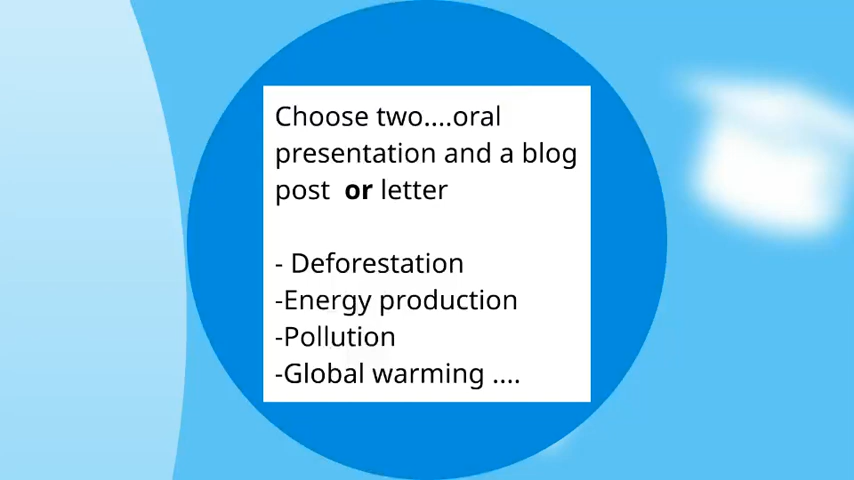 Choose two....oral
presentation and a blog
post  or letter
- Deforestation
-Energy production
-Pollution
-Global warming ....